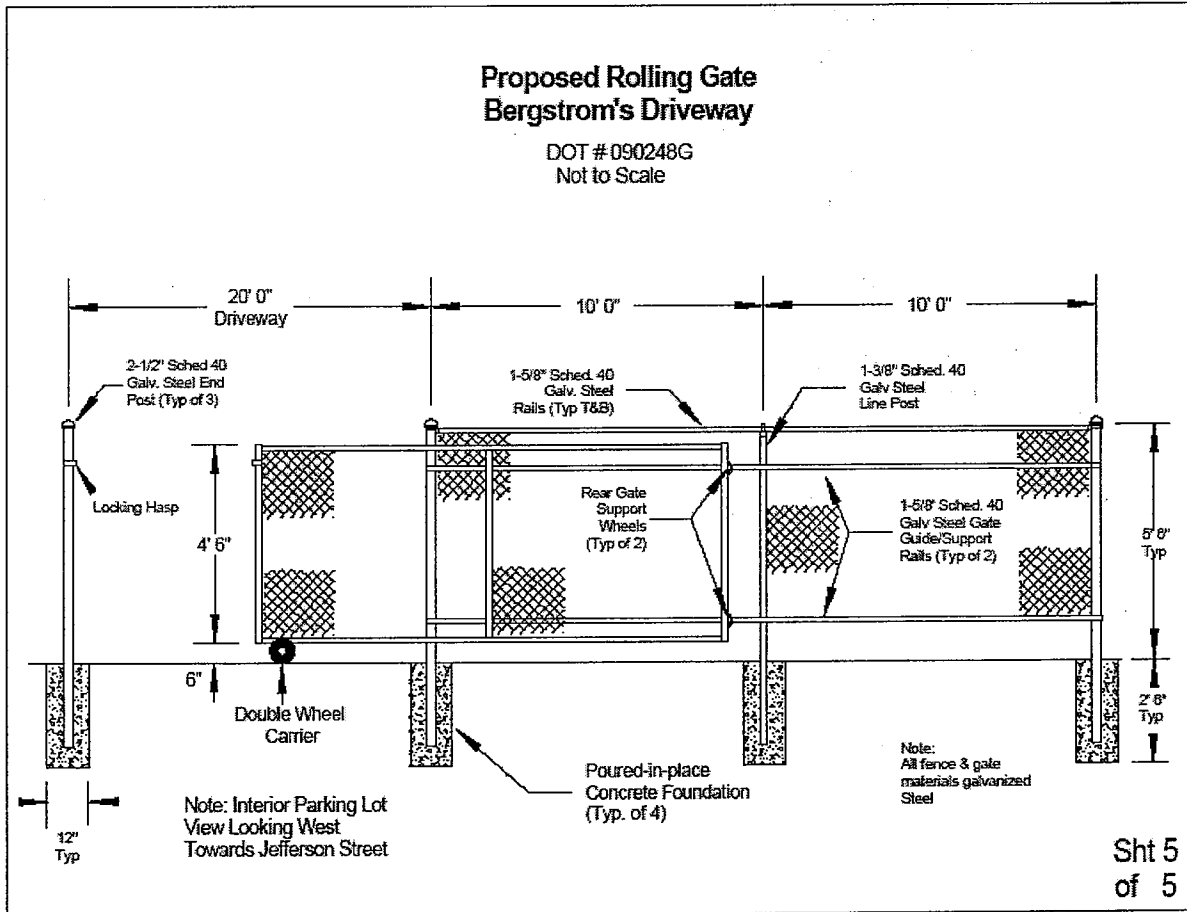 Proposed Rolling Gate
Bergstrom's Driveway
DOT # 090248G
Not to Scale
20' 0"
Driveway
10' 0"
10' 0"
2-1/2" Sched 40
Galv. Steel End
Post (Typ of 3)
1-5/8" Sched. 40
Galv. Steel
Rails (Typ T&B)
1-3/8" Sched. 40
Galv Steel
Line Post
Locking Hasp
4' 6"
Rear Gate
Support
Wheels
(Typ of 2)
1-5/8" Sched. 40
Galv Steel Gate
Guide/Support
Rails (Typ of 2)
Typ
6"
Double Wheel
Carrier
Typ
Poured-in-place
Concrete Foundation
(Typ. of 4)
Note:
All fence & gate
materials galvanized
Steel
Note: Interior Parking Lot
View Looking West
Towards Jefferson Street
12"
Typ
Sht 5
of 5